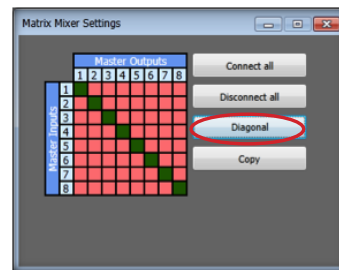 Matrix Mixer Settings
Master Outputs
1 2 3 4 5 6 7 8
Master Inputs
1
2
3
4
5
6
7
8
Connect all
Disconnect all
Diagonal
Copy